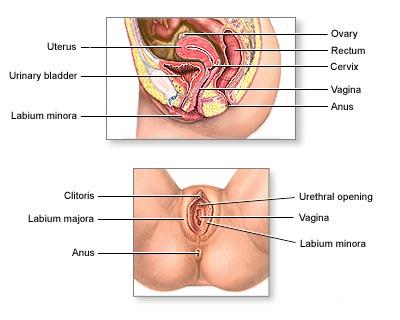 Ovary
Uterus
Rectum
Cervix
Urinary bladder
Vagina
Anus
Labium minora
Clitoris
Urethral opening
Labium majora
Vagina
Labium minora
Anus